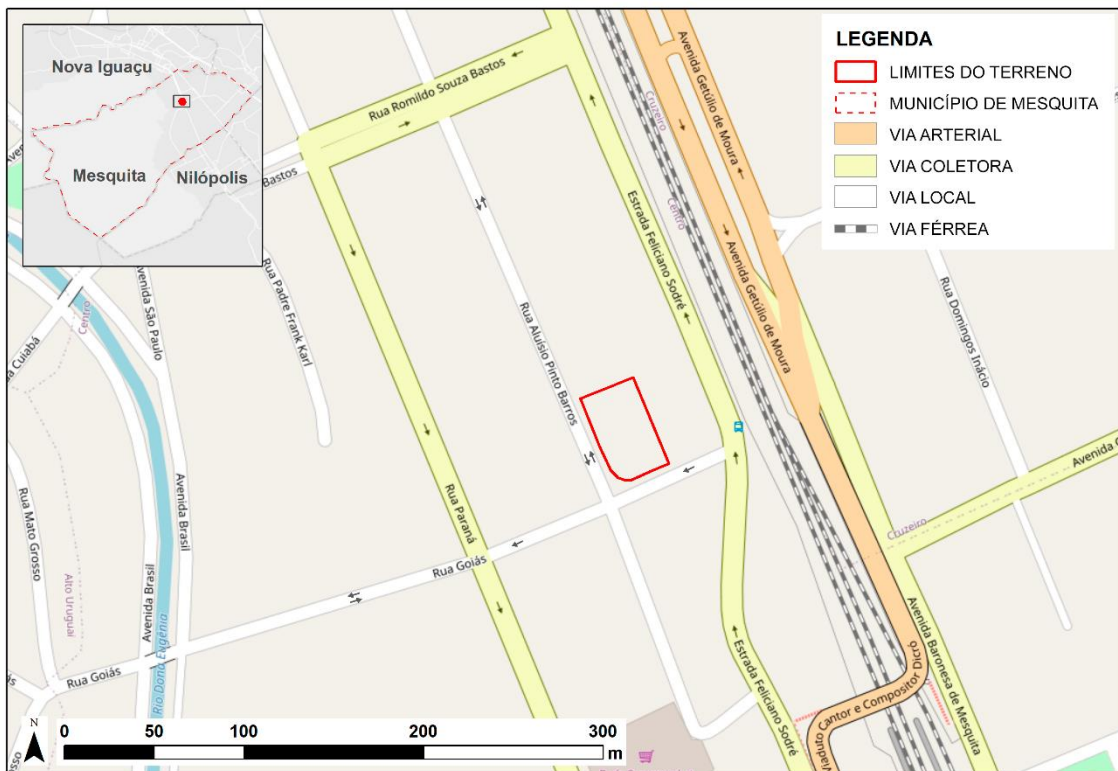 Nova Iguaçu
Mesquita
Nilópolis
LEGENDA
LIMITES DO TERRENO
MUNICÍPIO DE MESQUITA
VIA ARTERIAL
VIA COLETORA
VIA LOCAL
VIA FÉRREA
Rua Romildo Souza Bastos
Bastos
Cruzeiro
Centro
Avenida Getúlio de Moura
Avenida Getúlio de Moura
Estrada Feliciano Sodré
Rua Domingos Inácio
Rua Padre Frank Karl
Rua Aluísio Pinto Barros
Avenida São Paulo
Centro
Rua Mato Grosso
Alto Uruguai
Avenida Brasil
Avenida Brasil
Rio Dona Eugênia
Rua Paraná
Rua Goiás
Rua Goiás
Cruzeiro
Avenida Baronesa de Mesquita
Estrada Feliciano Sodré
Viaduto Cantor e Compositor Dicró
N
0 50 100 200 300
m